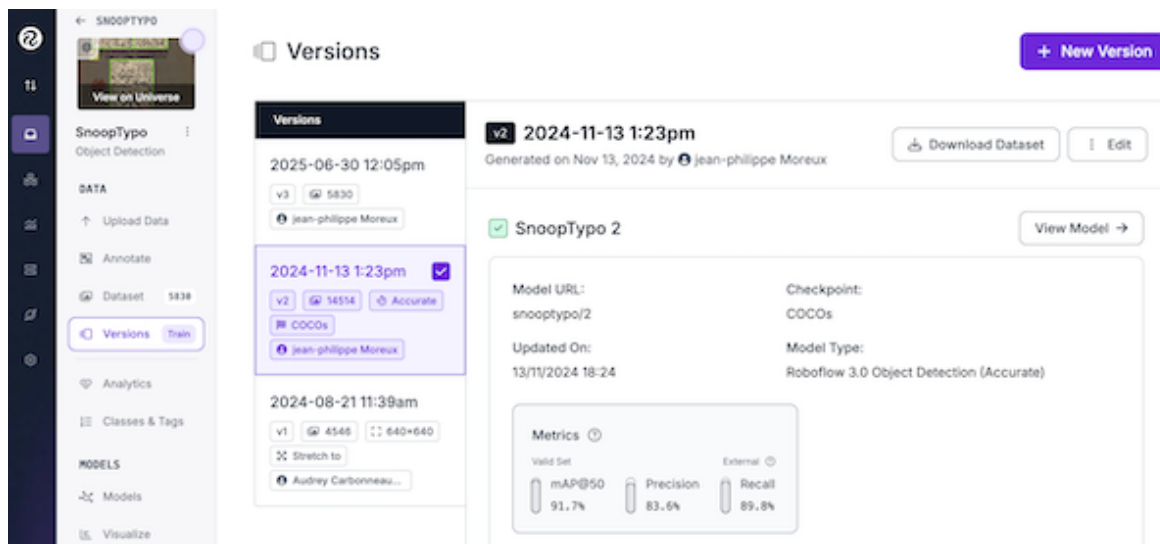 ← SNOOPTYPO
View on Universe
SnoopTypo
Object Detection
DATA
Upload Data
Annotate
Dataset 5830
Versions Train
Analytics
Classes & Tags
MODELS
Models
Visualize
Versions
+ New Version
Versions
2025-06-30 12:05pm
v3 5830
jean-philippe Moreux
2024-11-13 1:23pm
v2 14514 Accurate
COCOs
jean-philippe Moreux
2024-08-21 11:39am
v1 4546 640×640
Stretch to
Audrey Carbonneau...
v2 2024-11-13 1:23pm
Generated on Nov 13, 2024 by jean-philippe Moreux
Download Dataset
Edit
SnoopTypo 2
View Model →
Model URL: Checkpoint:
snooptypo/2 COCOs
Updated On: Model Type:
13/11/2024 18:24 Roboflow 3.0 Object Detection (Accurate)
Metrics
Valid Set External
mAP@50 Precision Recall
91.7% 83.6% 89.8%